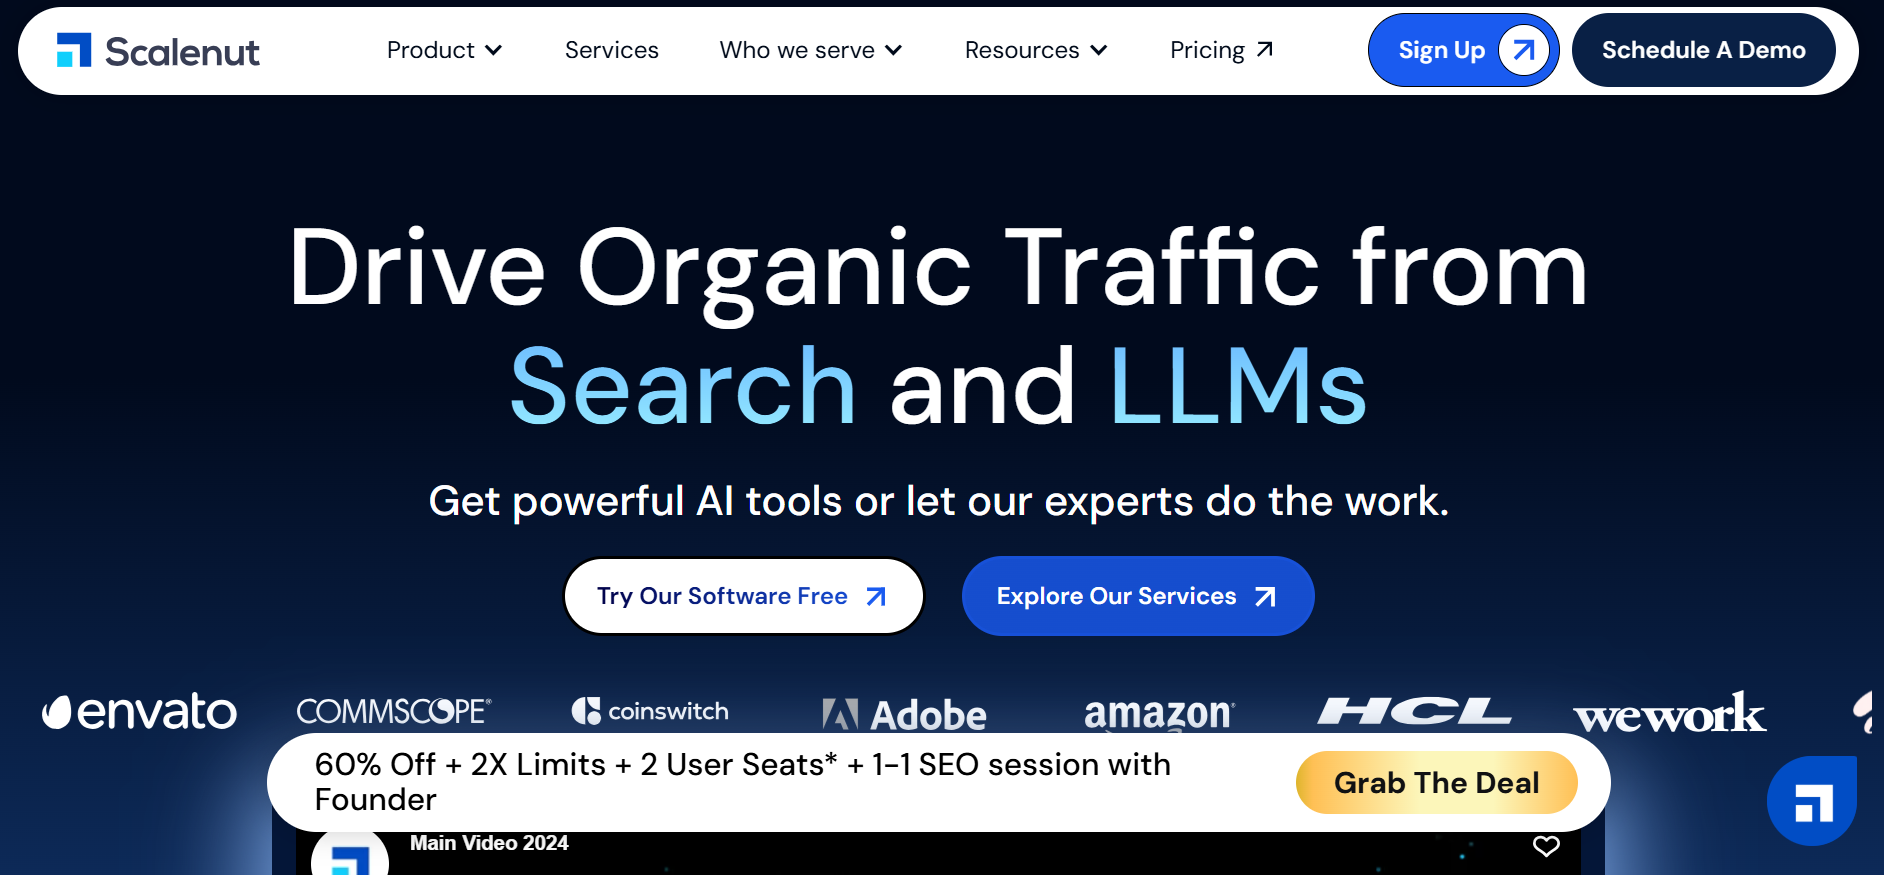 Scalenut
Product
Services
Who we serve
Resources
Pricing
Sign Up
Schedule A Demo
Drive Organic Traffic from
Search and LLMs
Get powerful AI tools or let our experts do the work.
Try Our Software Free
Explore Our Services
envato
COMMSCOPE®
coinswitch
Adobe
amazon
HCL
wework
60% Off + 2X Limits + 2 User Seats* + 1-1 SEO session with
Founder
Grab The Deal
Main Video 2024